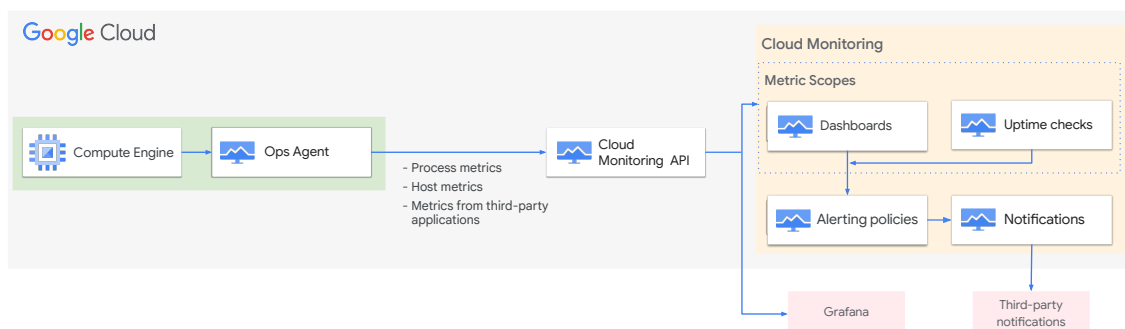 Google Cloud
Cloud Monitoring
Metric Scopes
Compute Engine
Ops Agent
- Process metrics
- Host metrics
- Metrics from third-party
applications
Cloud
Monitoring API
Dashboards
Uptime checks
Alerting policies
Notifications
Grafana
Third-party
notifications